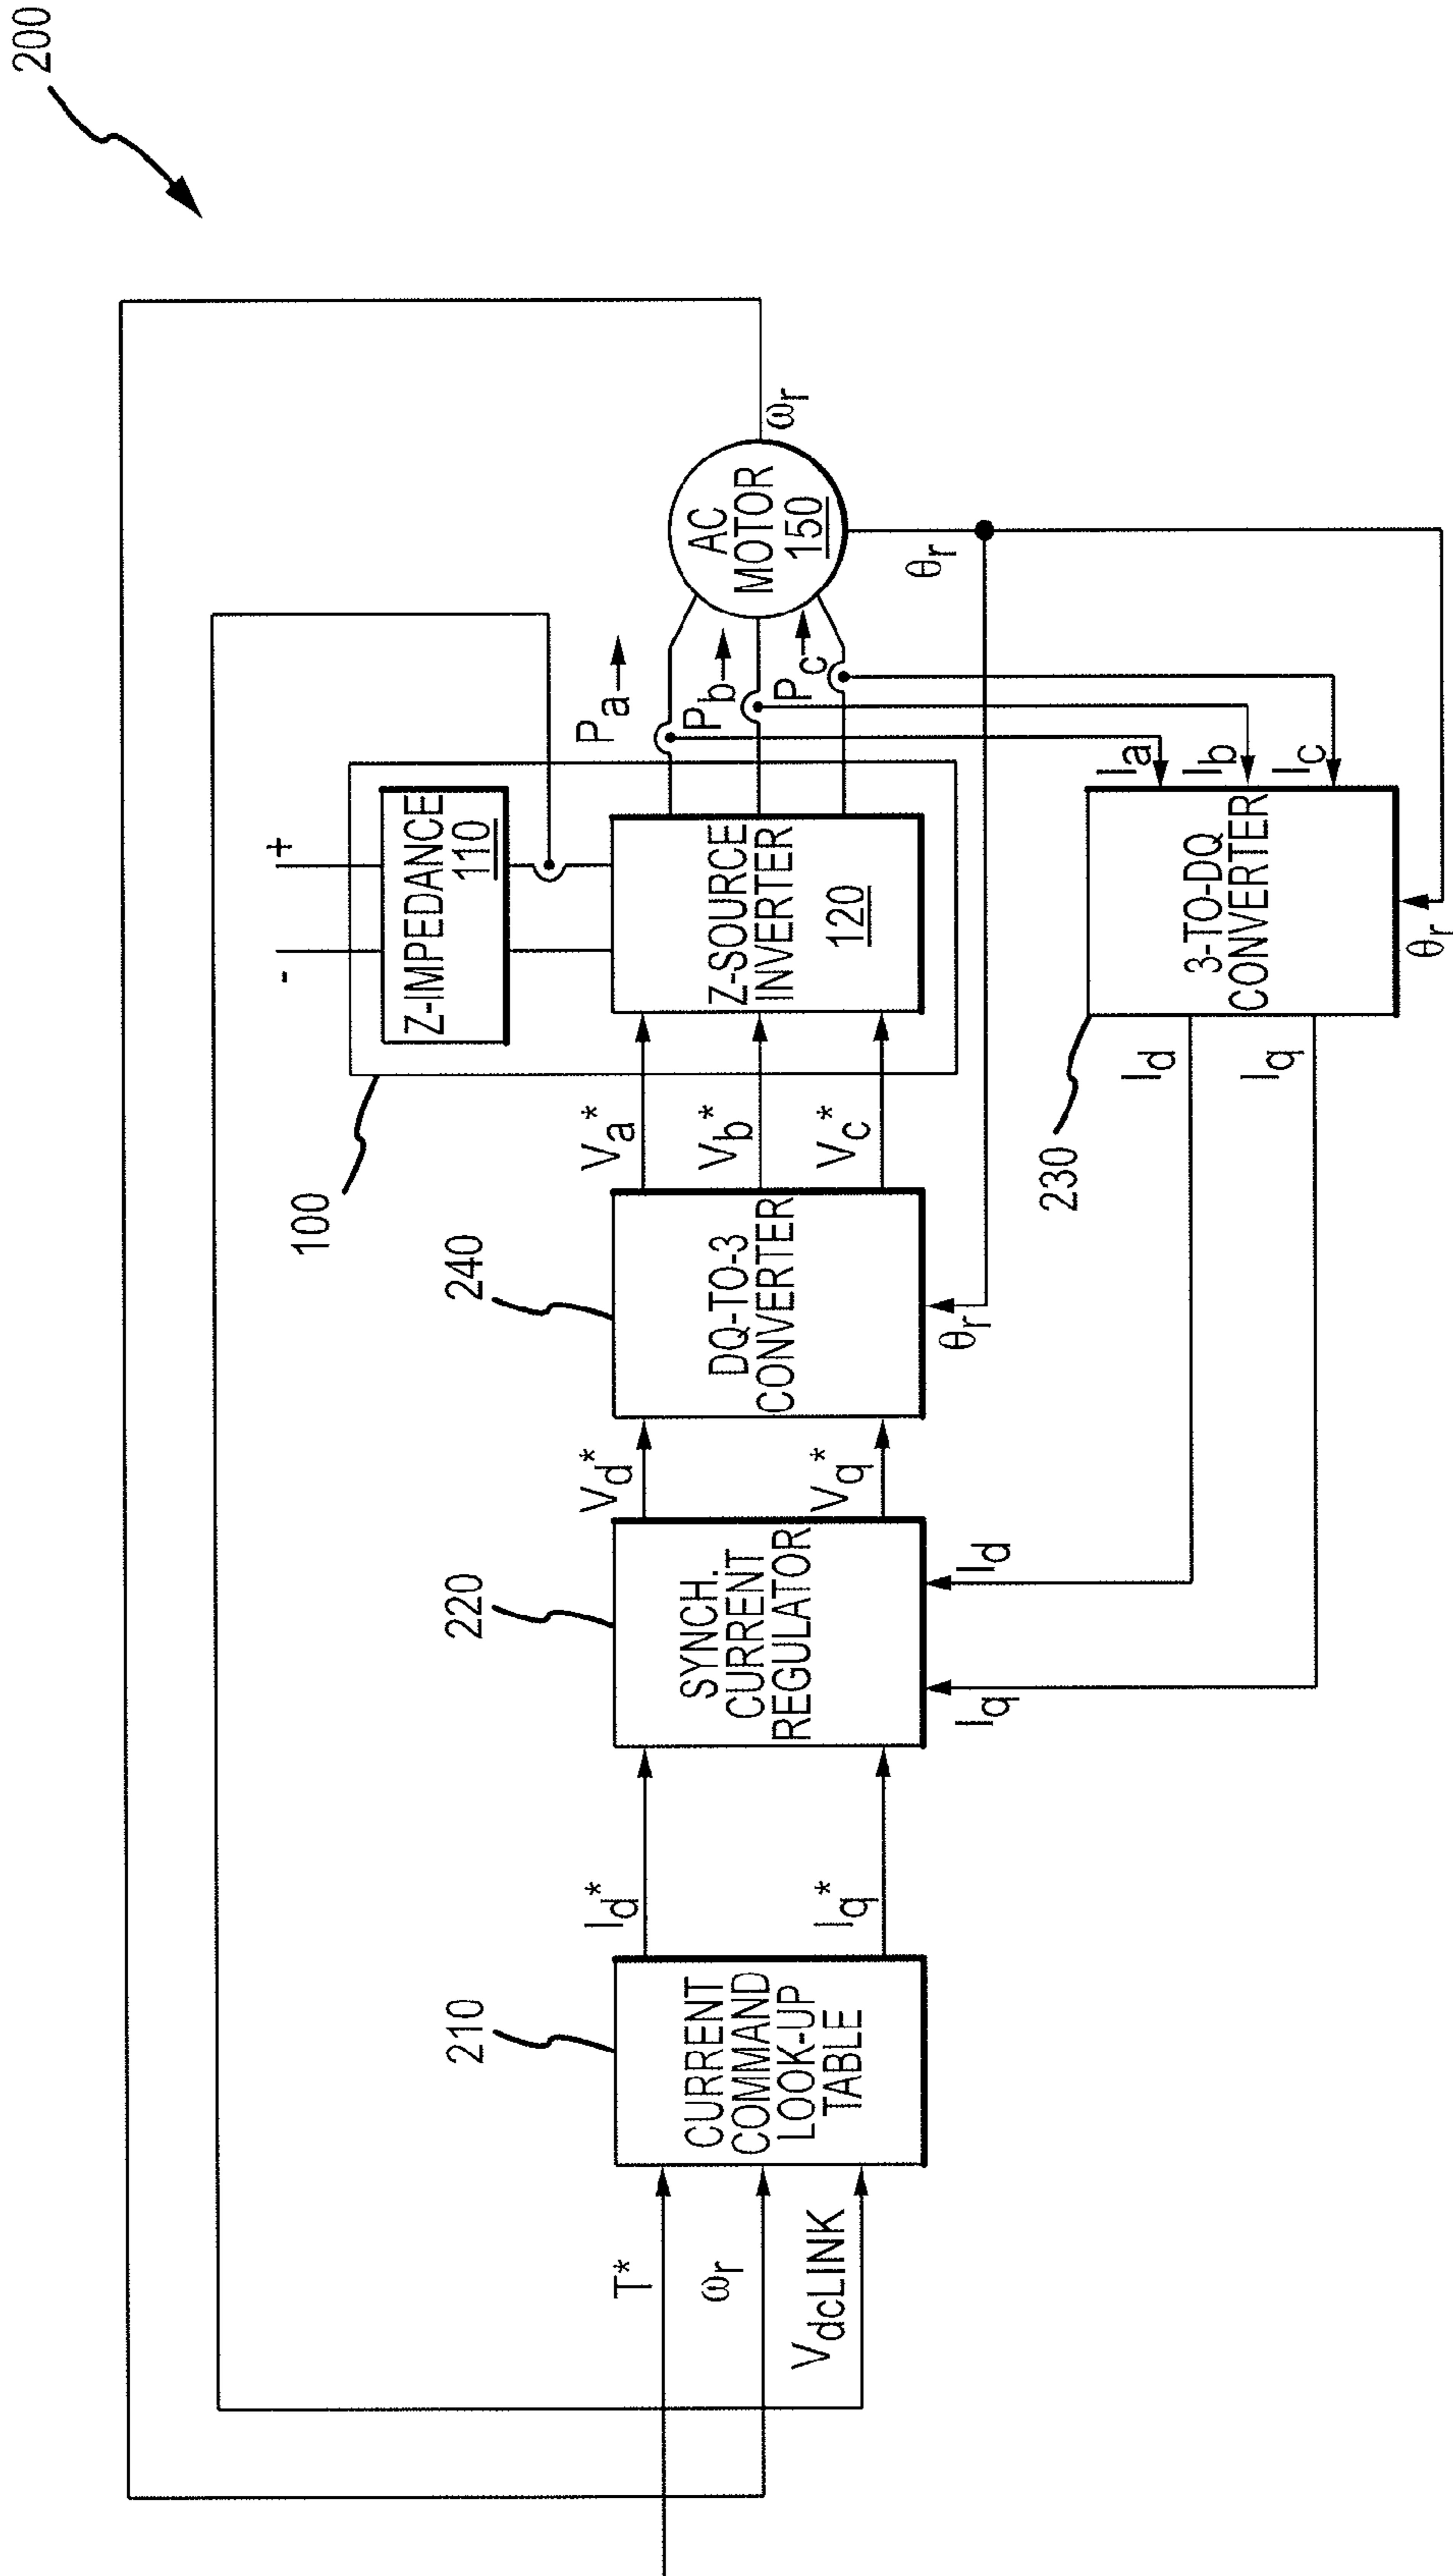 200
T*
ωr
VdcLINK
210
CURRENT
COMMAND
LOOK-UP
TABLE
Id*
Iq*
220
SYNCH.
CURRENT
REGULATOR
Id
Iq
Vd*
Vq*
240
DQ-TO-3
CONVERTER
θr
Va*
Vb*
Vc*
100
-
+
Z-IMPEDANCE
110
Z-SOURCE
INVERTER
120
Pa
Pb
Pc
AC
MOTOR
150
ωr
θr
230
3-TO-DQ
CONVERTER
Id
Iq
Ia
Ib
Ic
θr